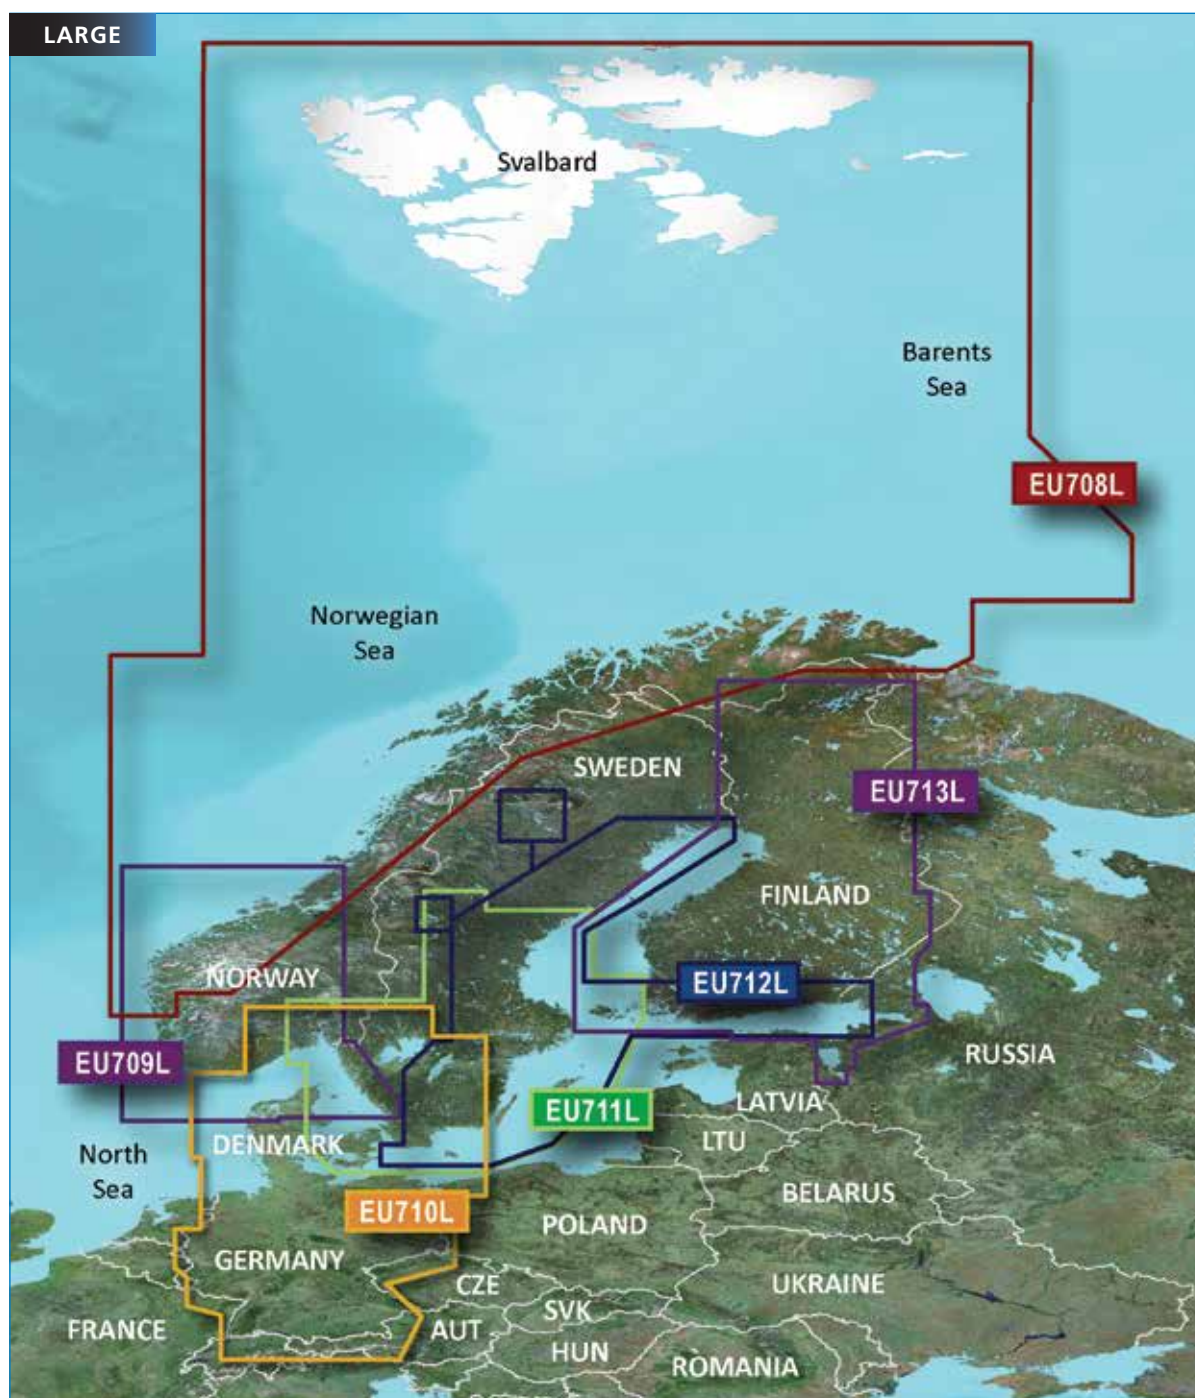 LARGE
Svalbard
Barents
Sea
EU708L
Norwegian
Sea
SWEDEN
EU713L
FINLAND
NORWAY
EU712L
EU709L
RUSSIA
EU711L
LATVIA
DENMARK
LTU
North
Sea
BELARUS
EU710L
POLAND
GERMANY
CZE
UKRAINE
SVK
FRANCE
AUT
HUN
ROMANIA